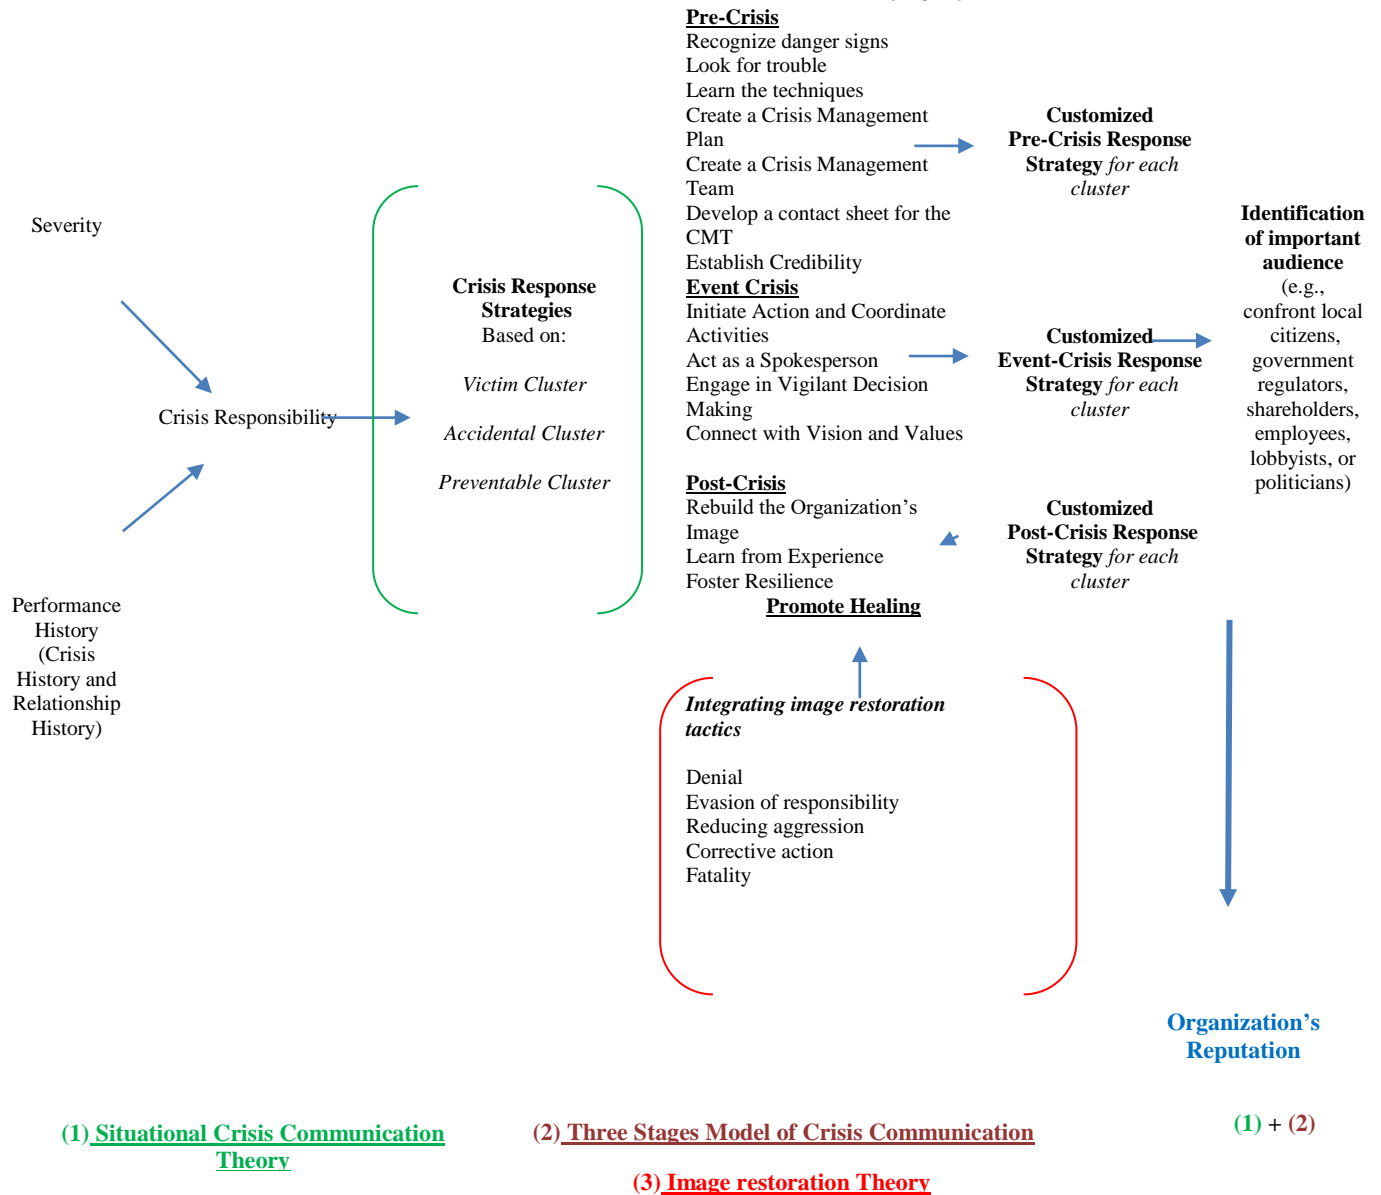 Severity
Crisis Responsibility
Performance
History
(Crisis
History and
Relationship
History)
Crisis Response
Strategies
Based on:
Victim Cluster
Accidental Cluster
Preventable Cluster
Pre-Crisis
Recognize danger signs
Look for trouble
Learn the techniques
Create a Crisis Management
Plan
Create a Crisis Management
Team
Develop a contact sheet for the
CMT
Establish Credibility
Event Crisis
Initiate Action and Coordinate
Activities
Act as a Spokesperson
Engage in Vigilant Decision
Making
Connect with Vision and Values
Post-Crisis
Rebuild the Organization’s
Image
Learn from Experience
Foster Resilience
Promote Healing
Integrating image restoration
tactics
Denial
Evasion of responsibility
Reducing aggression
Corrective action
Fatality
Customized
Pre-Crisis Response
Strategy for each
cluster
Customized
Event-Crisis Response
Strategy for each
cluster
Customized
Post-Crisis Response
Strategy for each
cluster
Identification
of important
audience
(e.g.,
confront local
citizens,
government
regulators,
shareholders,
employees,
lobbyists, or
politicians)
Organization’s
Reputation
(1) Situational Crisis Communication
Theory
(2) Three Stages Model of Crisis Communication
(3) Image restoration Theory
(1) + (2)